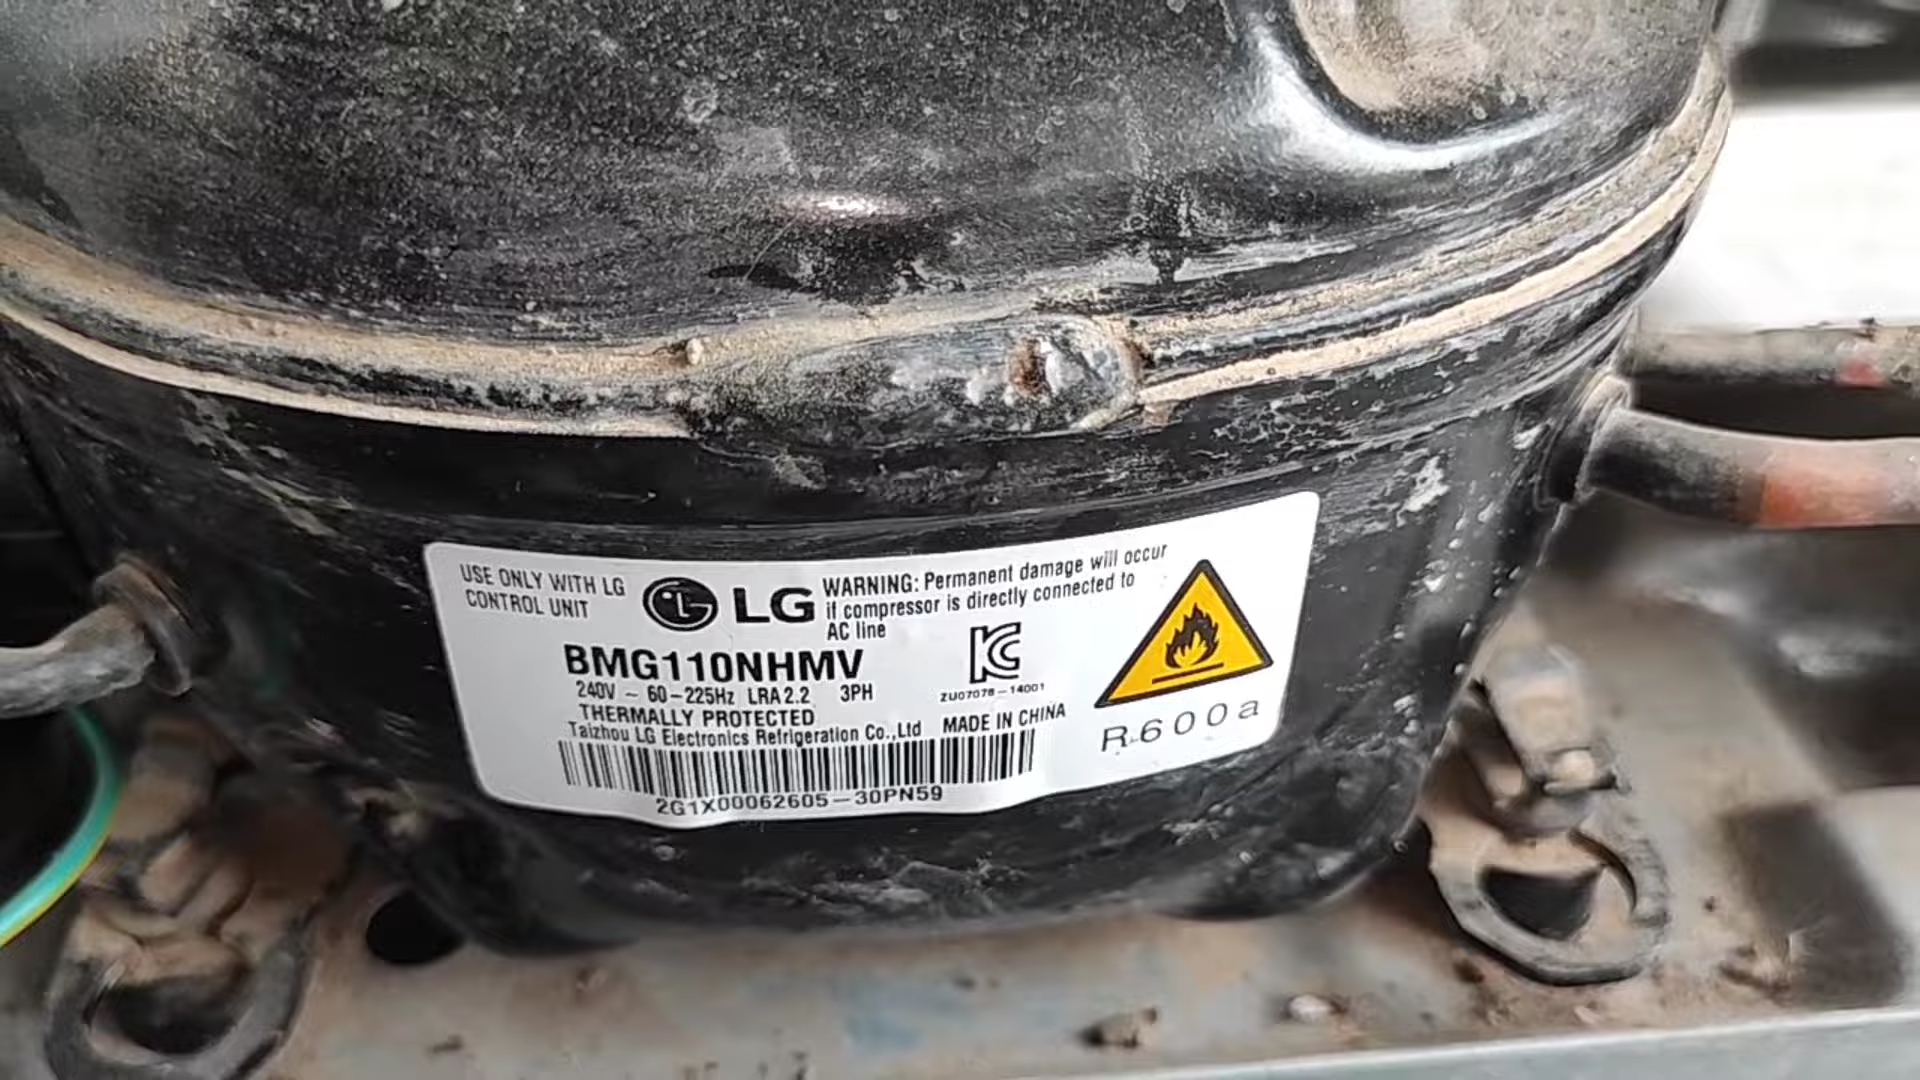 USE ONLY WITH LG
CONTROL UNIT
LG
WARNING: Permanent damage will occur
if compressor is directly connected to
AC line
BMG110NHMV
240V ~ 60-225Hz LRA 2.2 3PH
ZU07078-14001
THERMALLY PROTECTED
Taizhou LG Electronics Refrigeration Co.,Ltd MADE IN CHINA
R600a
2G1X00062605-30PN59